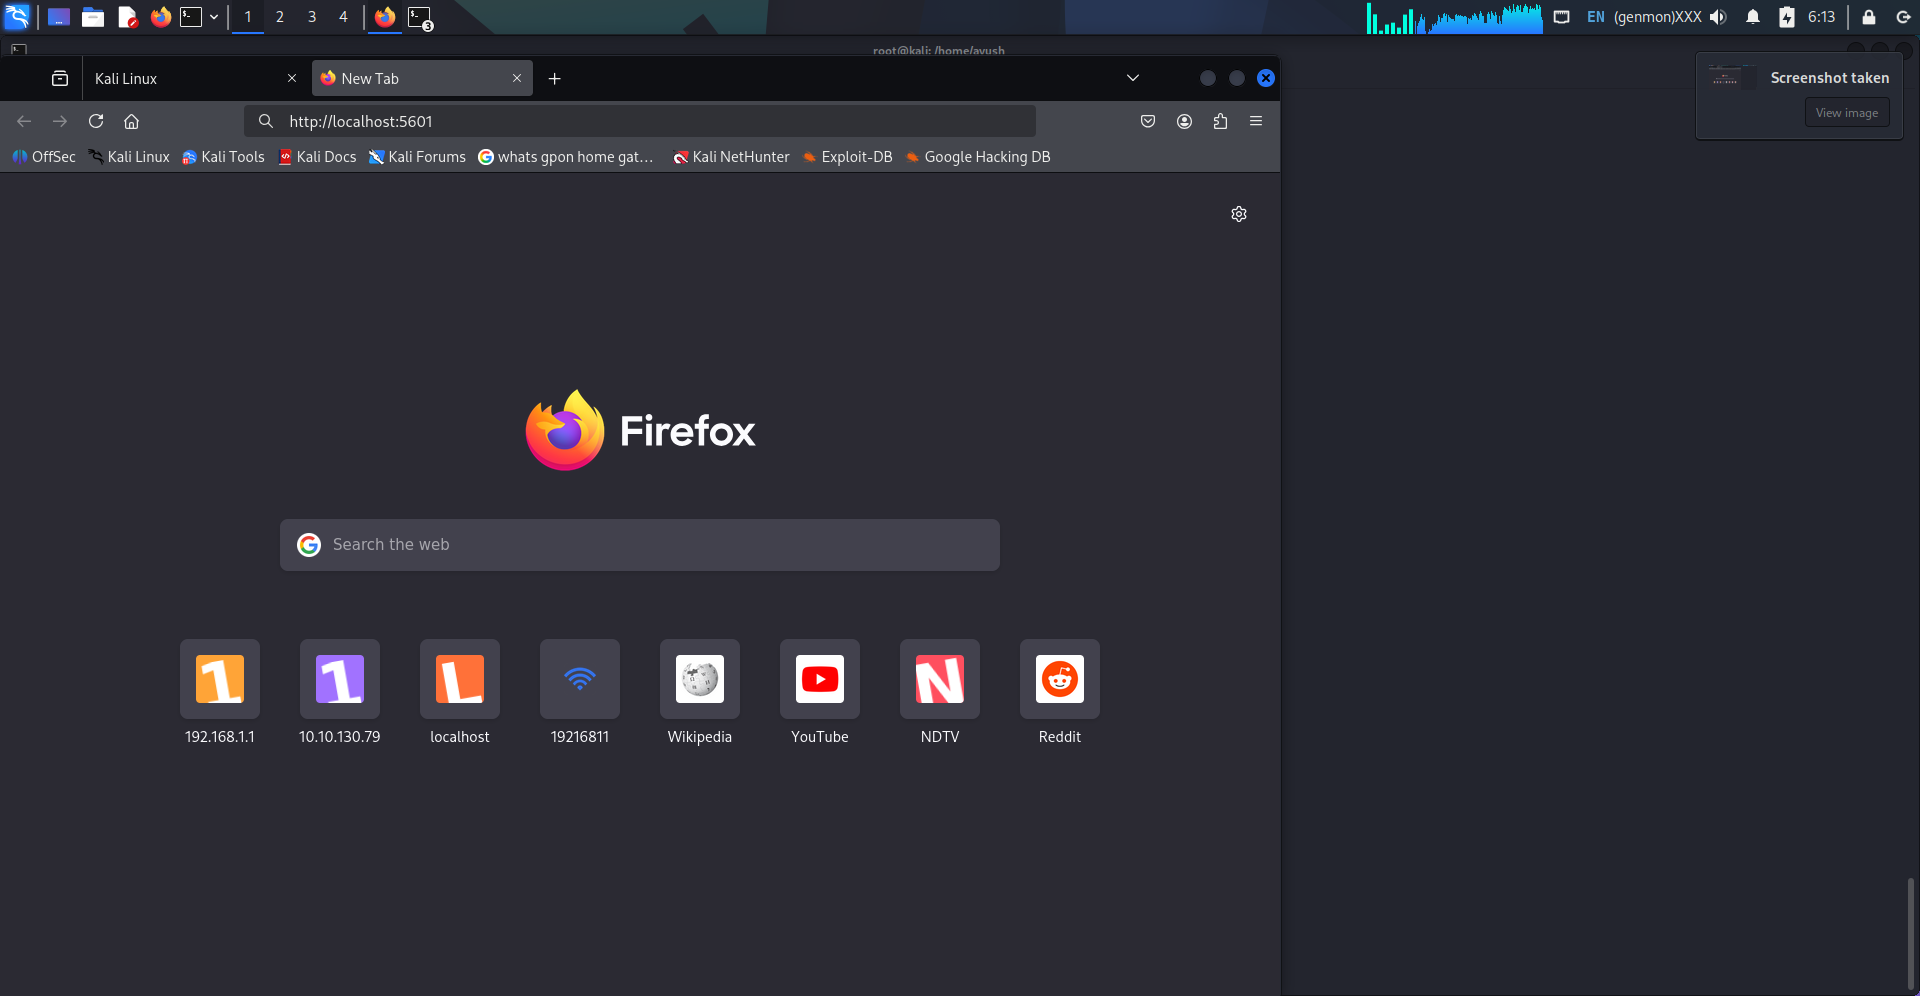 1 2 3 4 3 EN (genmon)XXX 6:13
root@kali: /home/ayush
Kali Linux
New Tab
Screenshot taken
View image
http://localhost:5601
OffSec Kali Linux Kali Tools Kali Docs Kali Forums whats gpon home gat… Kali NetHunter Exploit-DB Google Hacking DB
Firefox
Search the web
1 1 L N
192.168.1.1 10.10.130.79 localhost 19216811 Wikipedia YouTube NDTV Reddit